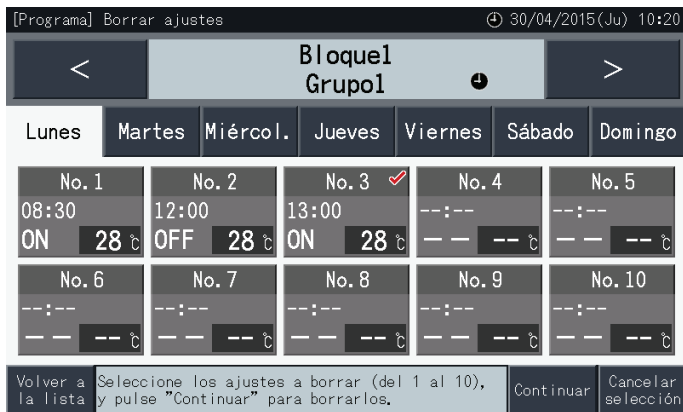 [Programa] Borrar ajustes 30/04/2015(Ju) 10:20
< Bloque1 >
Grupo1
Lunes Martes Miércol. Jueves Viernes Sábado Domingo
No.1 No.2 No.3 No.4 No.5
08:30 12:00 13:00 --:-- --:--
ON 28℃ OFF 28℃ ON 28℃ -- --℃ -- --℃
No.6 No.7 No.8 No.9 No.10
--:-- --:-- --:-- --:-- --:--
-- --℃ -- --℃ -- --℃ -- --℃ -- --℃
Volver a la lista
Seleccione los ajustes a borrar (del 1 al 10),
y pulse "Continuar" para borrarlos.
Continuar
Cancelar
selección